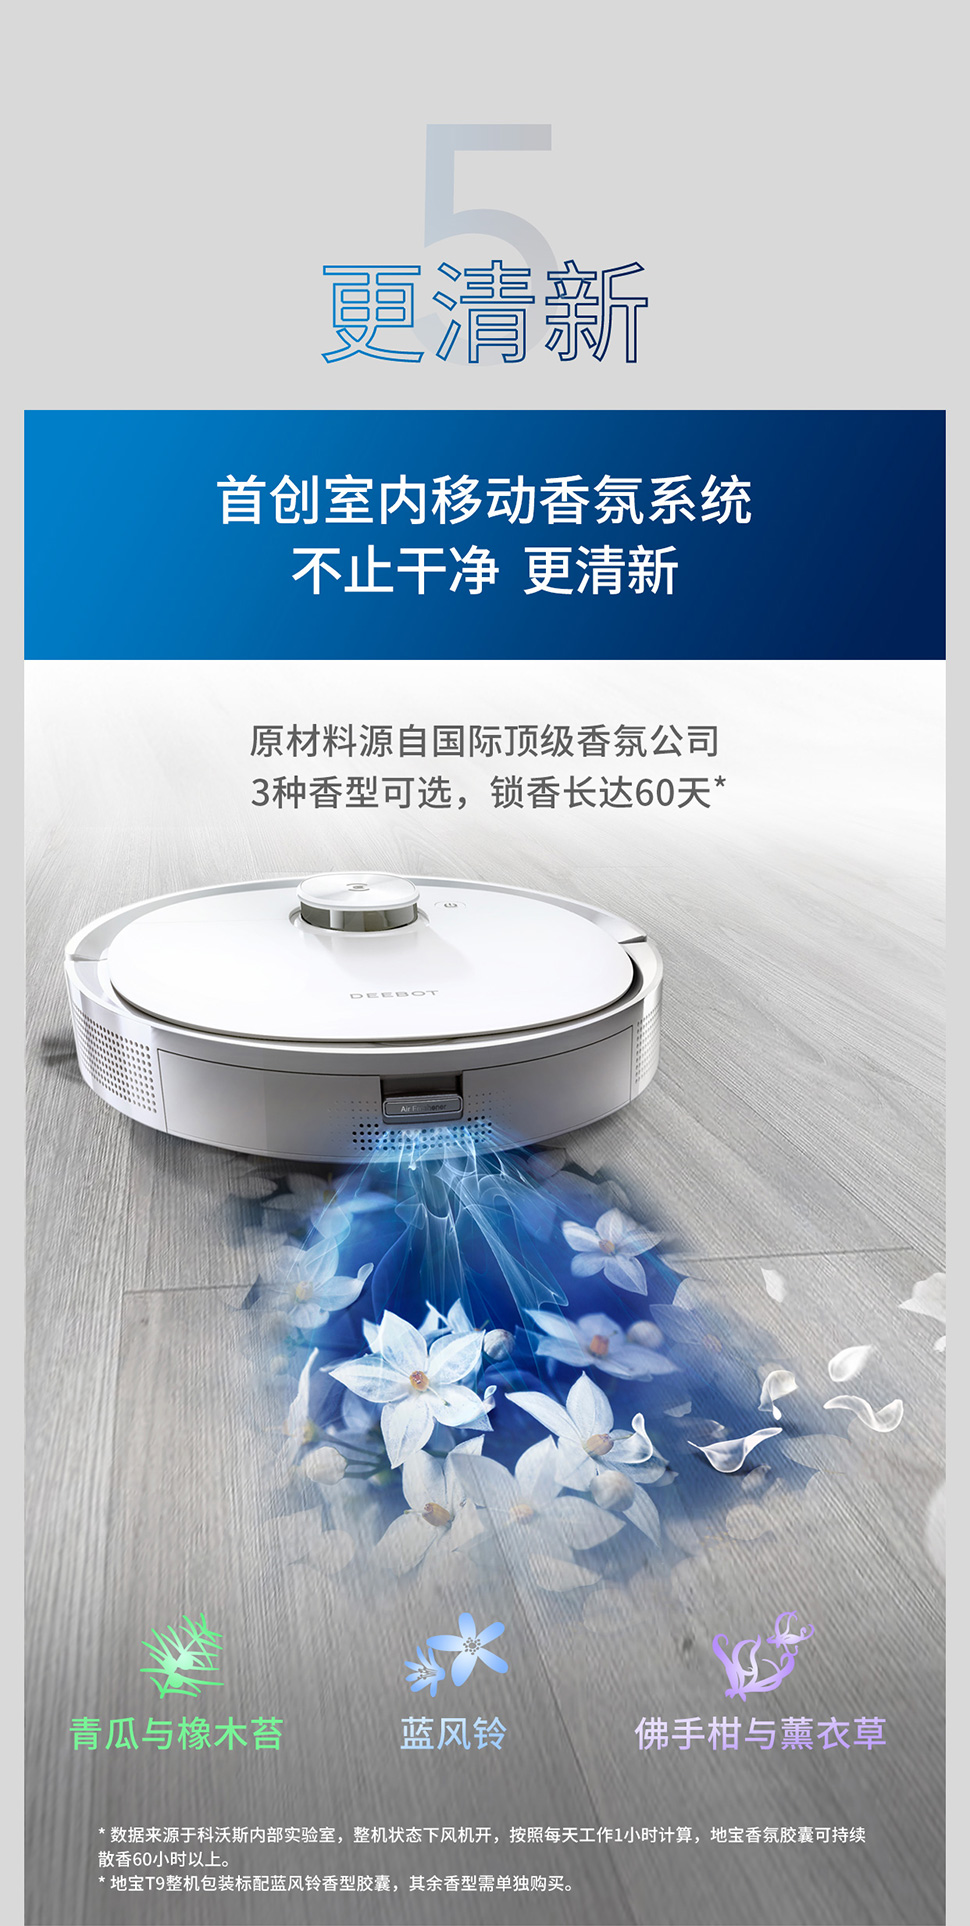 5
更清新
首创室内移动香氛系统
不止干净 更清新
原材料源自国际顶级香氛公司
3种香型可选，锁香长达60天*
DEEBOT
Air Freshener
青瓜与橡木苔
蓝风铃
佛手柑与薰衣草
* 数据来源于科沃斯内部实验室，整机状态下风机开，按照每天工作1小时计算，地宝香氛胶囊可持续
散香60小时以上。
* 地宝T9整机包装标配蓝风铃香型胶囊，其余香型需单独购买。